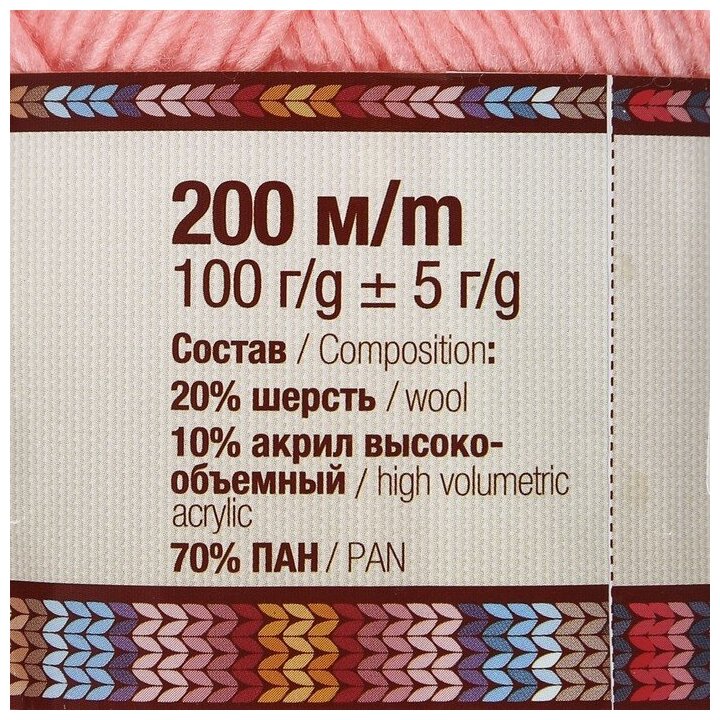 200 м/m
100 г/g ± 5 г/g
Состав / Composition:
20% шерсть / wool
10% акрил высоко-
объемный / high volumetric
acrylic
70% ПАН / PAN